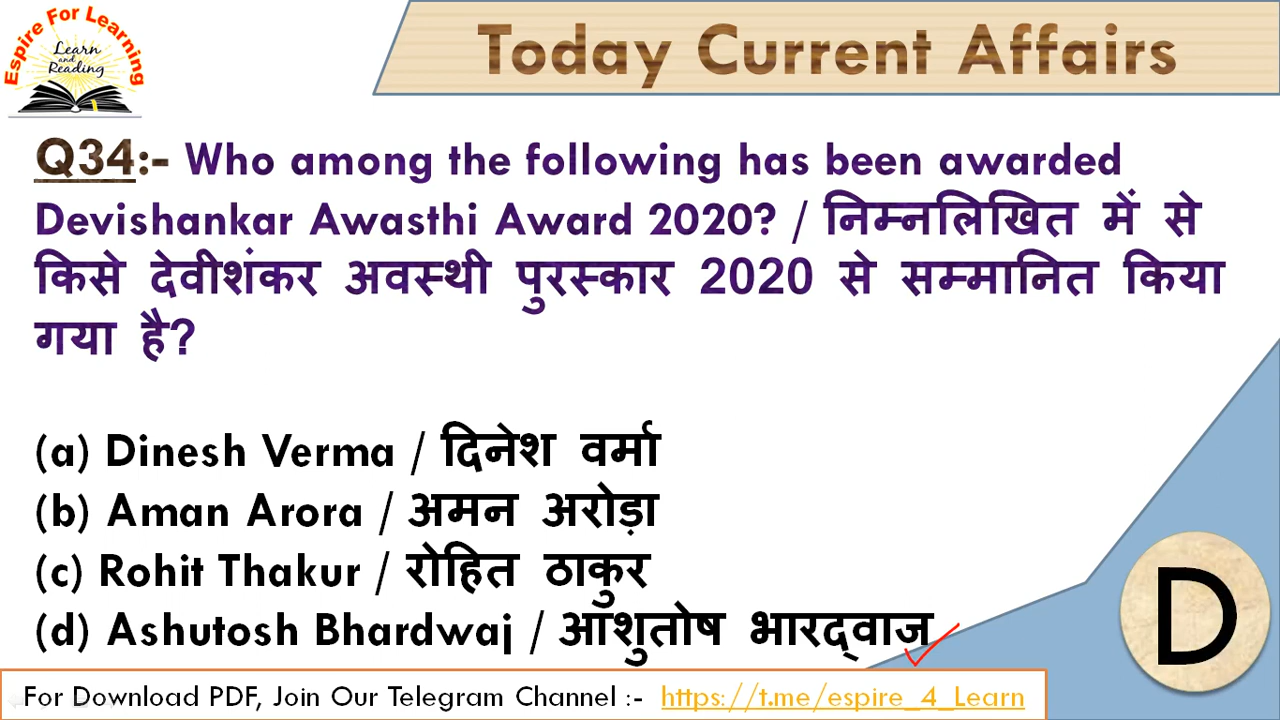 Espire For Learning
Learn
and
Reading
Today Current Affairs
Q34:- Who among the following has been awarded
Devishankar Awasthi Award 2020? / निम्नलिखित में से
किसे देवीशंकर अवस्थी पुरस्कार 2020 से सम्मानित किया
गया है?
(a) Dinesh Verma / दिनेश वर्मा
(b) Aman Arora / अमन अरोड़ा
(c) Rohit Thakur / रोहित ठाकुर
(d) Ashutosh Bhardwaj / आशुतोष भारद्वाज
D
For Download PDF, Join Our Telegram Channel :- https://t.me/espire_4_Learn